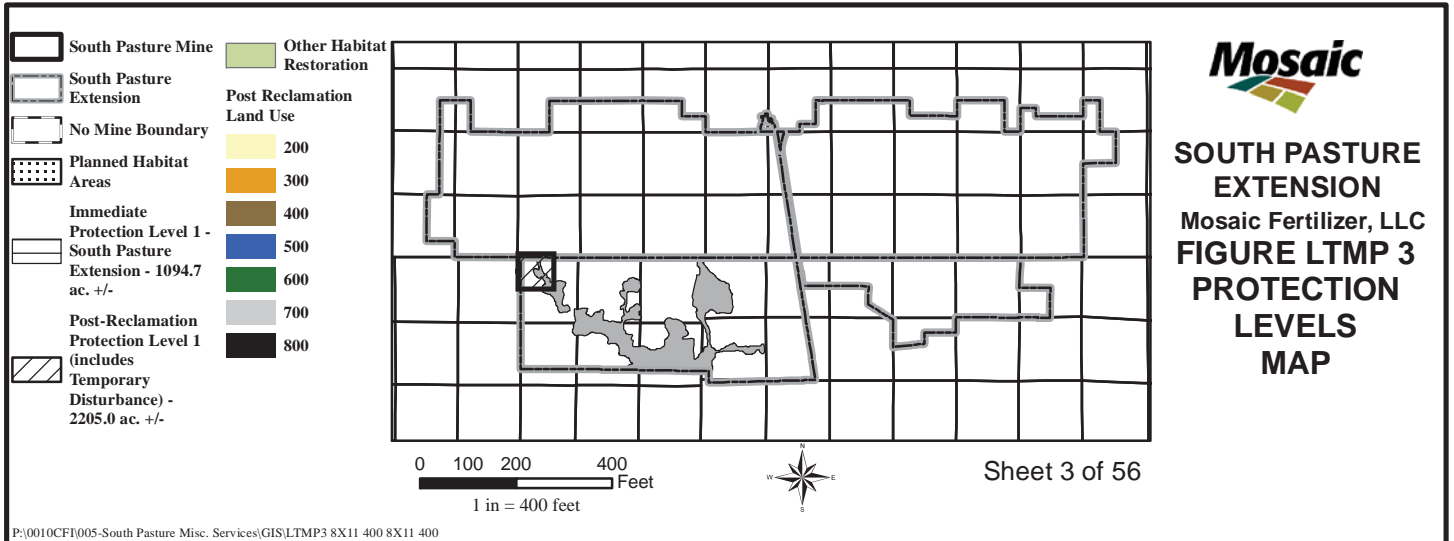 South Pasture Mine
South Pasture
Extension
No Mine Boundary
Planned Habitat
Areas
Immediate
Protection Level 1 -
South Pasture
Extension - 1094.7
ac. +/-
Post-Reclamation
Protection Level 1
(includes
Temporary
Disturbance) -
2205.0 ac. +/-
Other Habitat
Restoration
Post Reclamation
Land Use
200
300
400
500
600
700
800
0 100 200 400
Feet
1 in = 400 feet
N
W E
S
Sheet 3 of 56
Mosaic
SOUTH PASTURE
EXTENSION
Mosaic Fertilizer, LLC
FIGURE LTMP 3
PROTECTION
LEVELS
MAP
P:\0010CFI\005-South Pasture Misc. Services\GIS\LTMP3 8X11 400 8X11 400